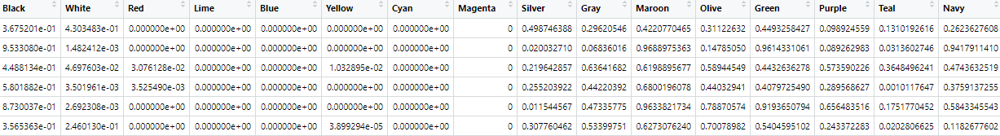 Black White Red Lime Blue Yellow Cyan Magenta Silver Gray Maroon Olive Green Purple Teal Navy
3.675201e-01 4.303483e-01 0.000000e+00 0.000000e+00 0.000000e+00 0.000000e+00 0.000000e+00 0 0.498746388 0.29620546 0.4220770465 0.31122632 0.4493258427 0.098924559 0.1310192616 0.2623627608
9.533080e-01 1.482412e-03 0.000000e+00 0.000000e+00 0.000000e+00 0.000000e+00 0.000000e+00 0 0.020032710 0.06836016 0.9688975363 0.14785050 0.9614331061 0.089262983 0.0313602746 0.9417911410
4.488134e-01 4.697603e-02 3.076128e-02 0.000000e+00 0.000000e+00 1.032895e-02 0.000000e+00 0 0.219642857 0.63641682 0.6198895677 0.58944549 0.4432636278 0.573590226 0.3648496241 0.4743632519
5.801882e-01 3.501961e-03 3.525490e-03 0.000000e+00 0.000000e+00 0.000000e+00 0.000000e+00 0 0.255203922 0.44220392 0.6800196078 0.44032941 0.4079725490 0.289568627 0.0010117647 0.3759137255
8.730037e-01 2.692308e-03 0.000000e+00 0.000000e+00 0.000000e+00 0.000000e+00 0.000000e+00 0 0.011544567 0.47335775 0.9633821734 0.78870574 0.9193650794 0.656483516 0.1751770452 0.5843345543
3.565363e-01 2.460130e-01 0.000000e+00 0.000000e+00 0.000000e+00 3.899294e-05 0.000000e+00 0 0.307760462 0.53399751 0.6273076240 0.70078982 0.5404595102 0.243372283 0.0202806625 0.1182677602